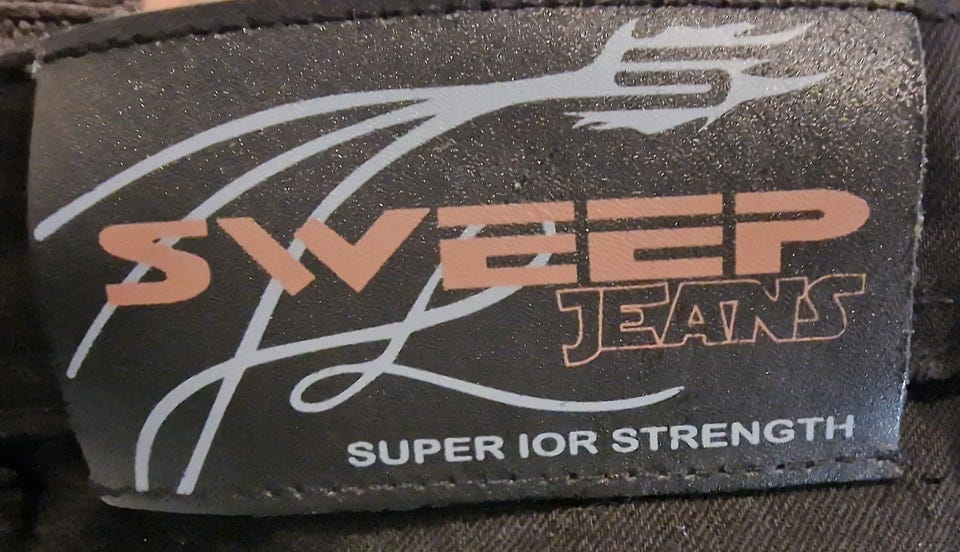 SWEEP
JEANS
SUPER IOR STRENGTH